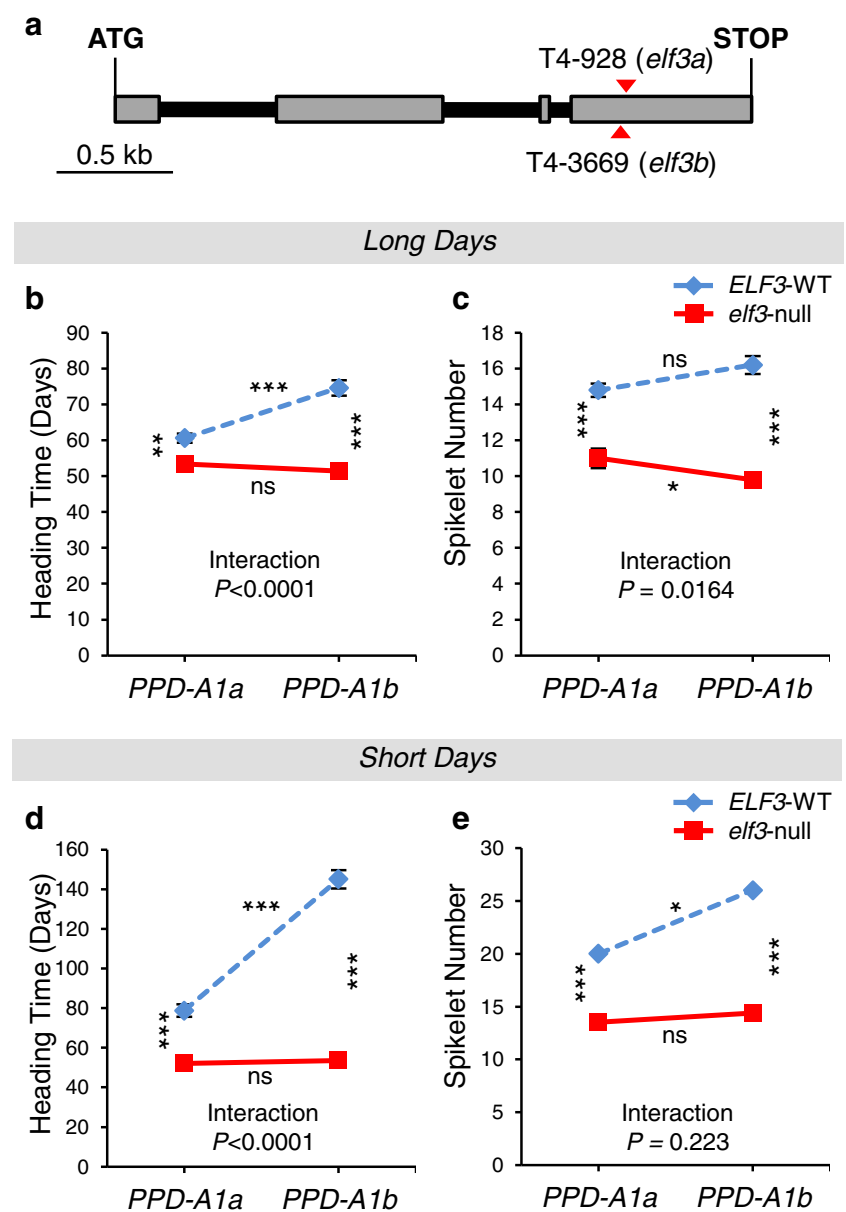 a
ATG
STOP
T4-928 (elf3a)
0.5 kb
T4-3669 (elf3b)
Long Days
b
c
ELF3-WT
elf3-null
Heading Time (Days)
90
80
70
60
50
40
30
20
10
0
***
**
***
ns
Interaction
P<0.0001
PPD-A1a
PPD-A1b
Spikelet Number
18
16
14
12
10
8
6
4
2
0
ns
***
***
*
Interaction
P = 0.0164
PPD-A1a
PPD-A1b
Short Days
d
e
ELF3-WT
elf3-null
Heading Time (Days)
160
140
120
100
80
60
40
20
0
***
***
***
ns
Interaction
P<0.0001
PPD-A1a
PPD-A1b
Spikelet Number
30
25
20
15
10
5
0
*
***
***
ns
Interaction
P = 0.223
PPD-A1a
PPD-A1b